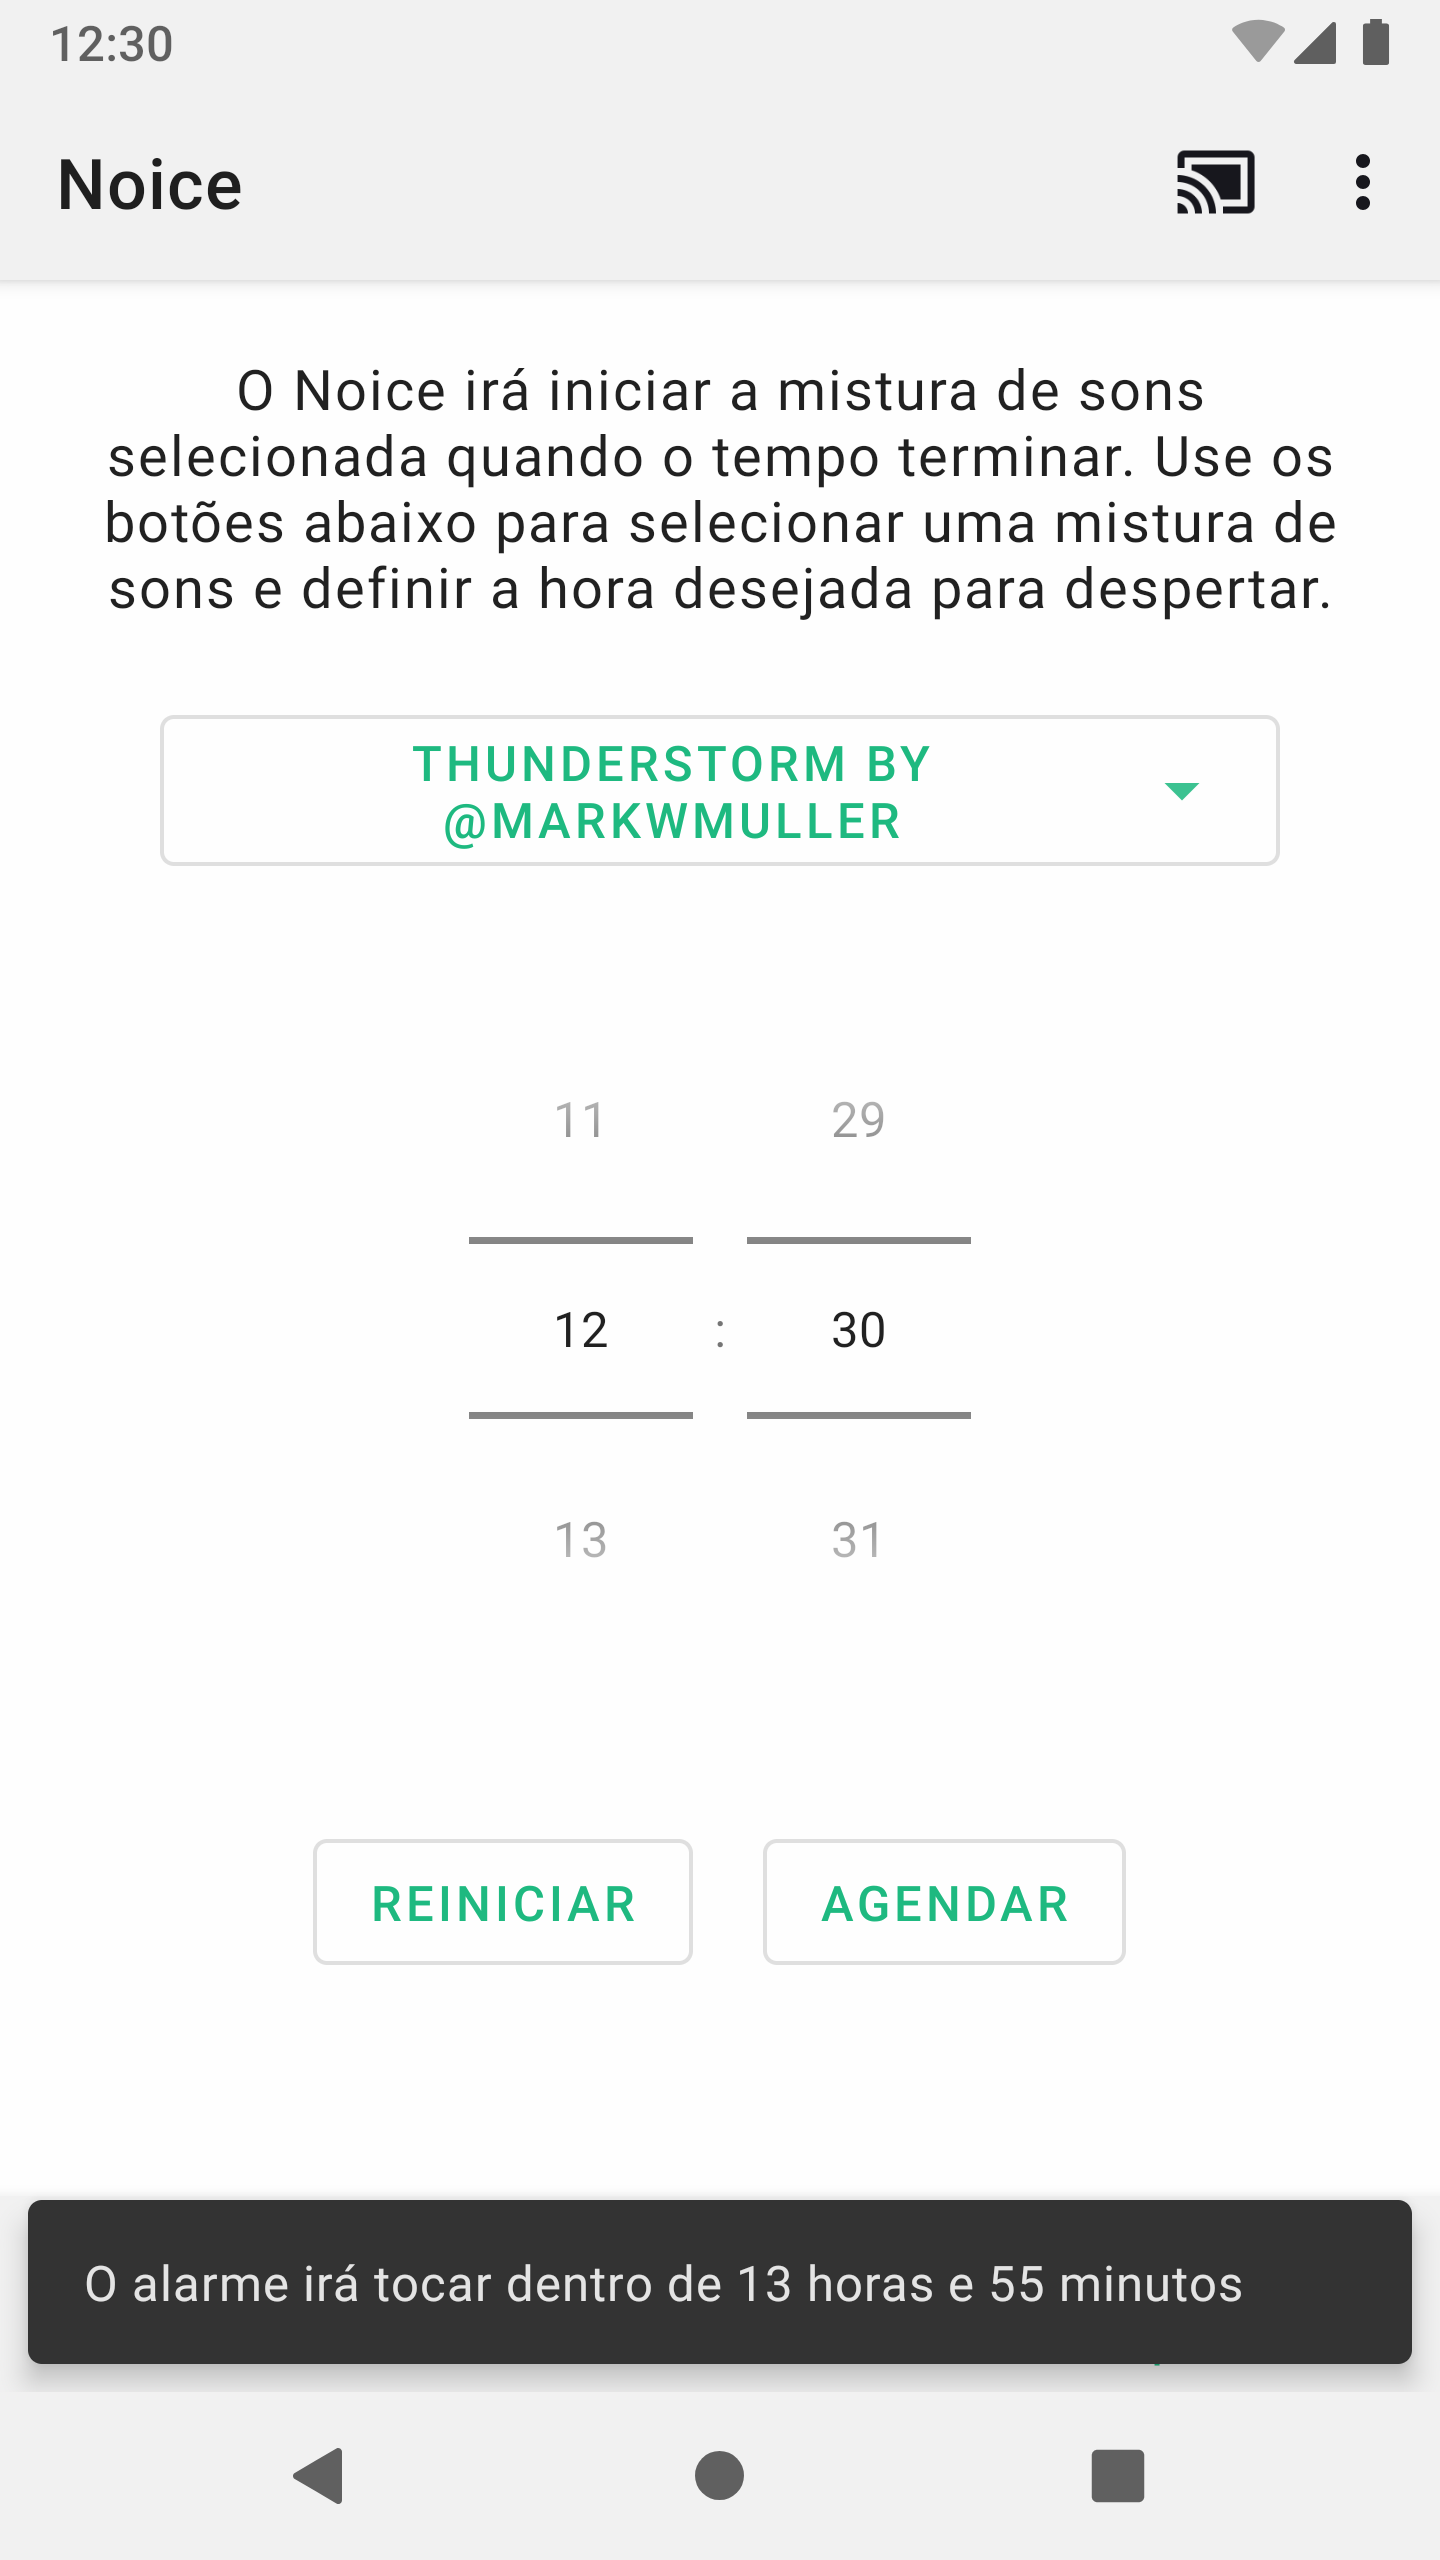 12:30
Noice
O Noice irá iniciar a mistura de sons
selecionada quando o tempo terminar. Use os
botões abaixo para selecionar uma mistura de
sons e definir a hora desejada para despertar.
THUNDERSTORM BY
@MARKWMULLER
11 29
12 : 30
13 31
REINICIAR AGENDAR
O alarme irá tocar dentro de 13 horas e 55 minutos